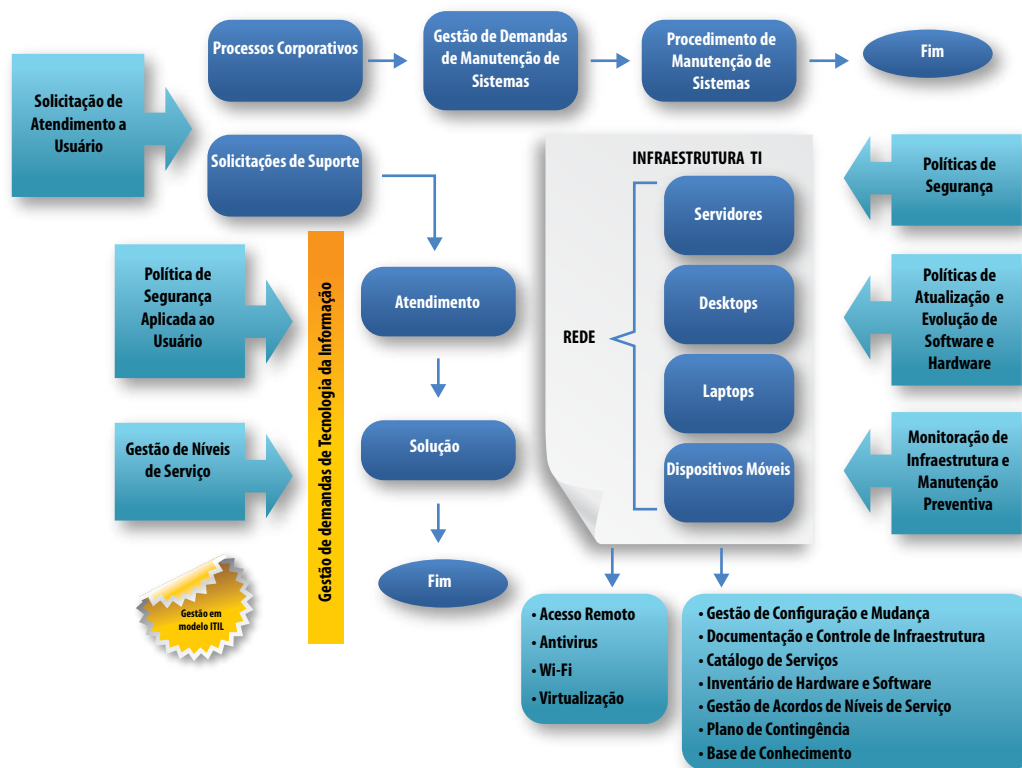 Solicitação de
Atendimento a
Usuário
Processos Corporativos
Gestão de Demandas
de Manutenção de
Sistemas
Procedimento de
Manutenção de
Sistemas
Fim
Solicitações de Suporte
Política de
Segurança
Aplicada ao
Usuário
Gestão de Níveis
de Serviço
Gestão em
modelo ITIL
Gestão de demandas de Tecnologia da Informação
Atendimento
Solução
Fim
INFRAESTRUTURA TI
REDE
Servidores
Desktops
Laptops
Dispositivos Móveis
Políticas de
Segurança
Políticas de
Atualização e
Evolução de
Software e
Hardware
Monitoração de
Infraestrutura e
Manutenção
Preventiva
• Acesso Remoto
• Antivirus
• Wi-Fi
• Virtualização
• Gestão de Configuração e Mudança
• Documentação e Controle de Infraestrutura
• Catálogo de Serviços
• Inventário de Hardware e Software
• Gestão de Acordos de Níveis de Serviço
• Plano de Contingência
• Base de Conhecimento